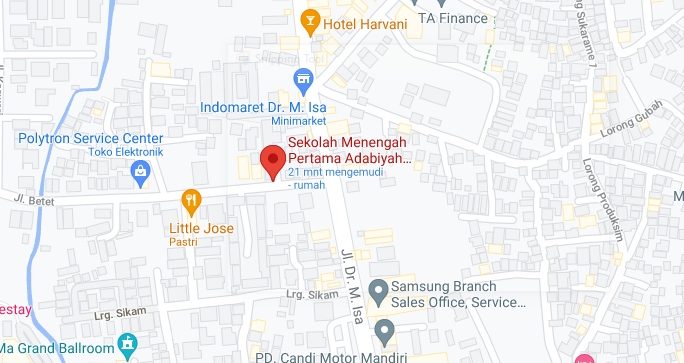 Hotel Harvani
TA Finance
Indomaret Dr. M. Isa
Minimarket
Polytron Service Center
Toko Elektronik
Sekolah Menengah
Pertama Adabiyah...
21 mnt mengemudi
- rumah
Jl. Betet
Little Jose
Pastri
Lrg. Sikam
Lrg. Sikam
Jl. Dr. M. Isa
Samsung Branch
Sales Office, Service...
PD. Candi Motor Mandiri
Ma Grand Ballroom
estay
Lorong Gubah
Lorong Produksim
ng Sukarame 1
M